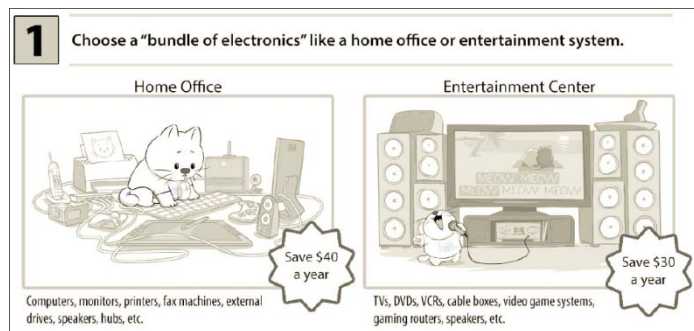 1
Choose a “bundle of electronics” like a home office or entertainment system.
Home Office
Entertainment Center
MEOW
MEOW
MEOW MEOW MEOW
Save $40
a year
Save $30
a year
Computers, monitors, printers, fax machines, external
drives, speakers, hubs, etc.
TVs, DVDs, VCRs, cable boxes, video game systems,
gaming routers, speakers, etc.